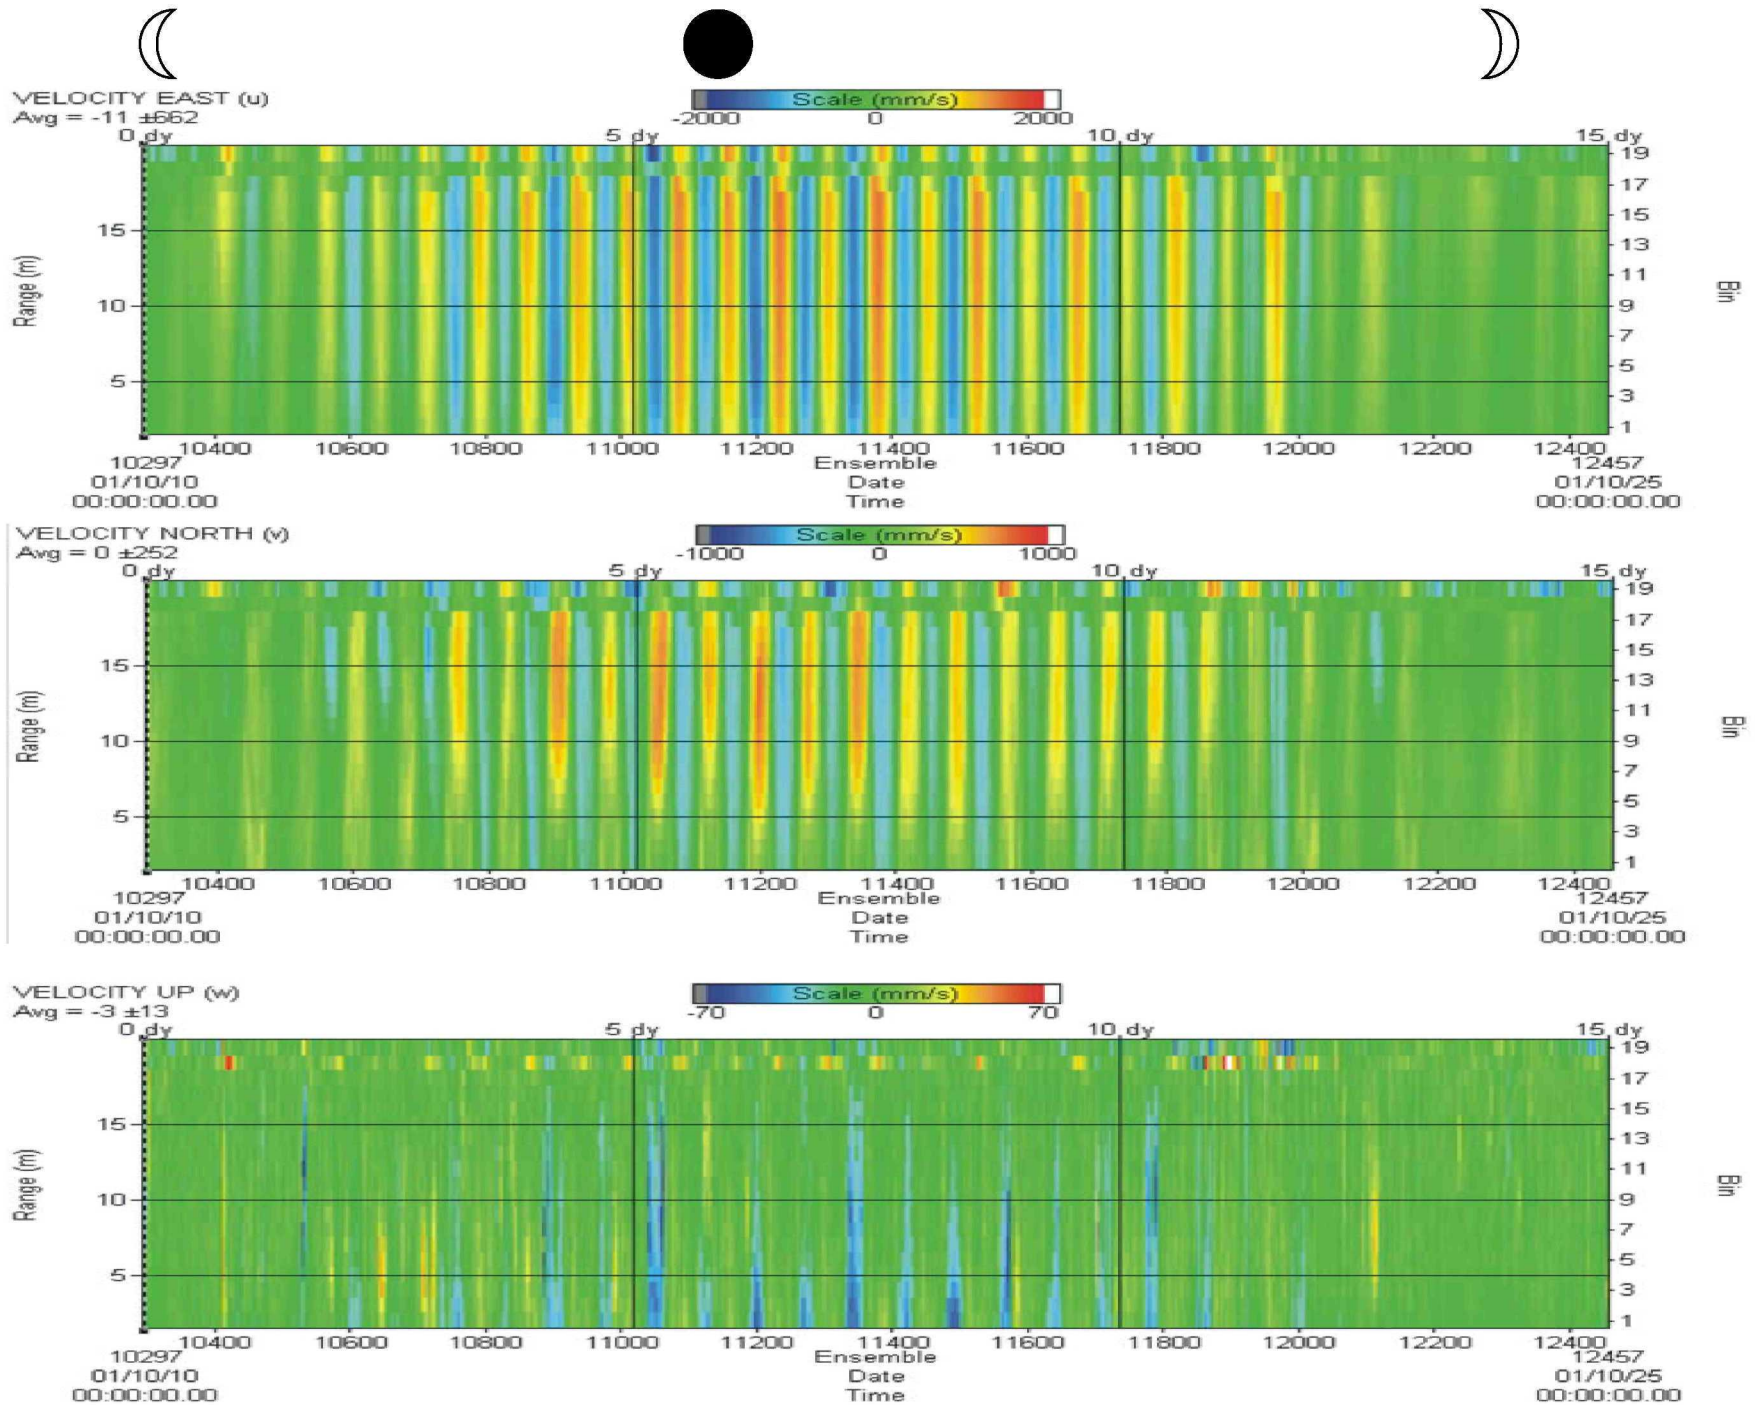 VELOCITY EAST (u)
Avg = -11 ±662
Scale (mm/s)
-2000 0 2000
0 dy 5 dy 10 dy 15 dy
Range (m)
15
10
5
Bin
19
17
15
13
11
9
7
5
3
1
10400 10600 10800 11000 11200 11400 11600 11800 12000 12200 12400
10297 Ensemble 12457
01/10/10 Date 01/10/25
00:00:00.00 Time 00:00:00.00
VELOCITY NORTH (v)
Avg = 0 ±252
Scale (mm/s)
-1000 0 1000
0 dy 5 dy 10 dy 15 dy
Range (m)
15
10
5
Bin
19
17
15
13
11
9
7
5
3
1
10400 10600 10800 11000 11200 11400 11600 11800 12000 12200 12400
10297 Ensemble 12457
01/10/10 Date 01/10/25
00:00:00.00 Time 00:00:00.00
VELOCITY UP (w)
Avg = -3 ±13
Scale (mm/s)
-70 0 70
0 dy 5 dy 10 dy 15 dy
Range (m)
15
10
5
Bin
19
17
15
13
11
9
7
5
3
1
10400 10600 10800 11000 11200 11400 11600 11800 12000 12200 12400
10297 Ensemble 12457
01/10/10 Date 01/10/25
00:00:00.00 Time 00:00:00.00